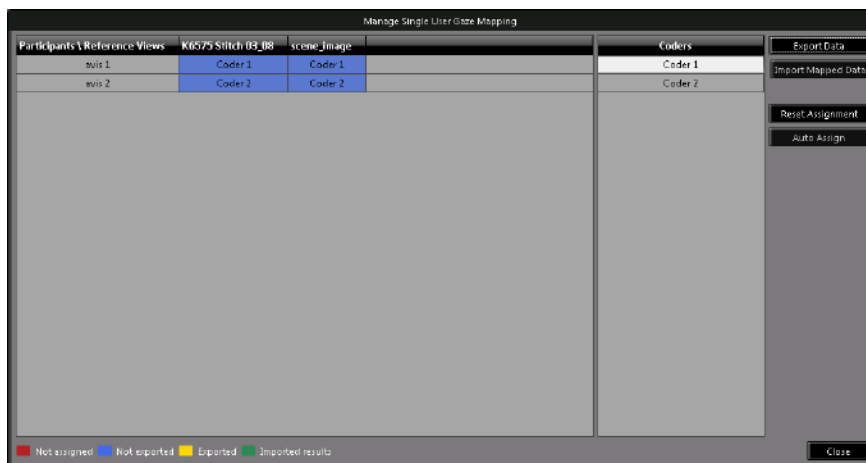 Manage Single User Gaze Mapping
Participants \ Reference Views K6575 Stitch 03_08 scene_image Coders Export Data
avis 1 Coder 1 Coder 1 Coder 1 Import Mapped Data
avis 2 Coder 2 Coder 2 Coder 2
Reset Assignment
Auto Assign
Not assigned Not exported Exported Imported results Close